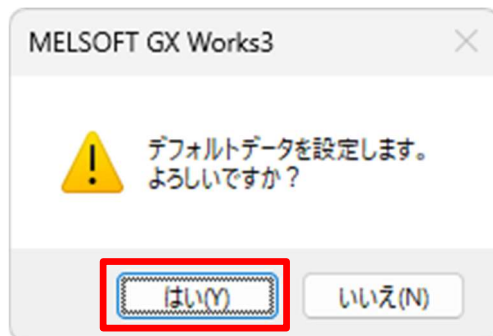 MELSOFT GX Works3
デフォルトデータを設定します。
よろしいですか？
はい(Y)
いいえ(N)